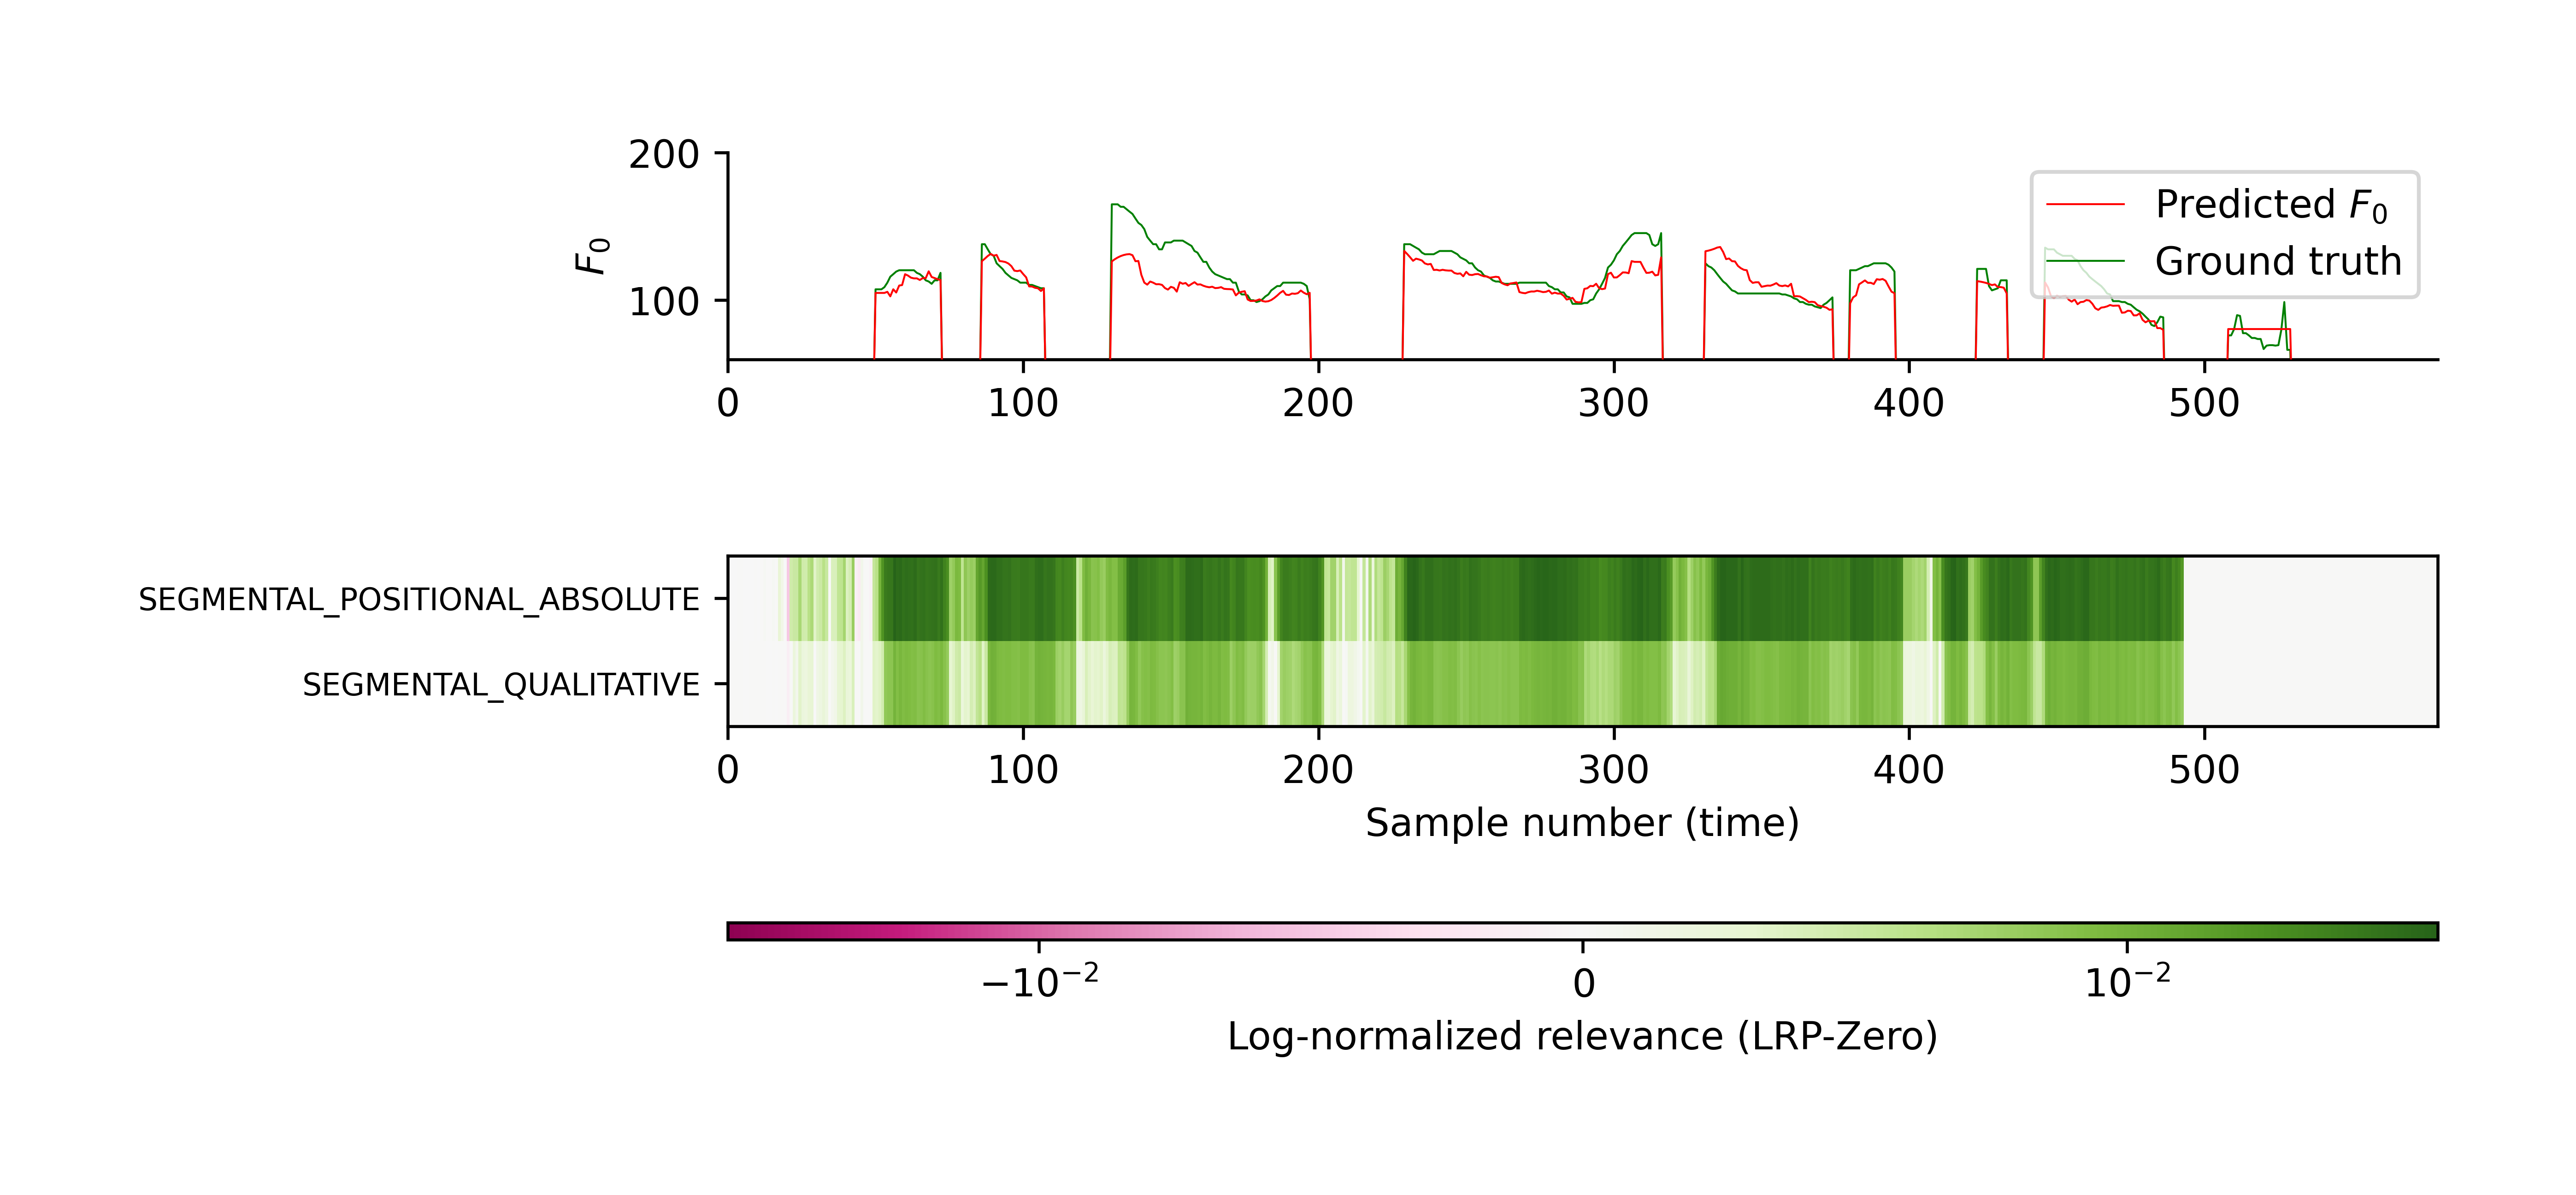 200
F₀
100
Predicted F₀
Ground truth
0 100 200 300 400 500
SEGMENTAL_POSITIONAL_ABSOLUTE
SEGMENTAL_QUALITATIVE
0 100 200 300 400 500
Sample number (time)
−10⁻² 0 10⁻²
Log-normalized relevance (LRP-Zero)